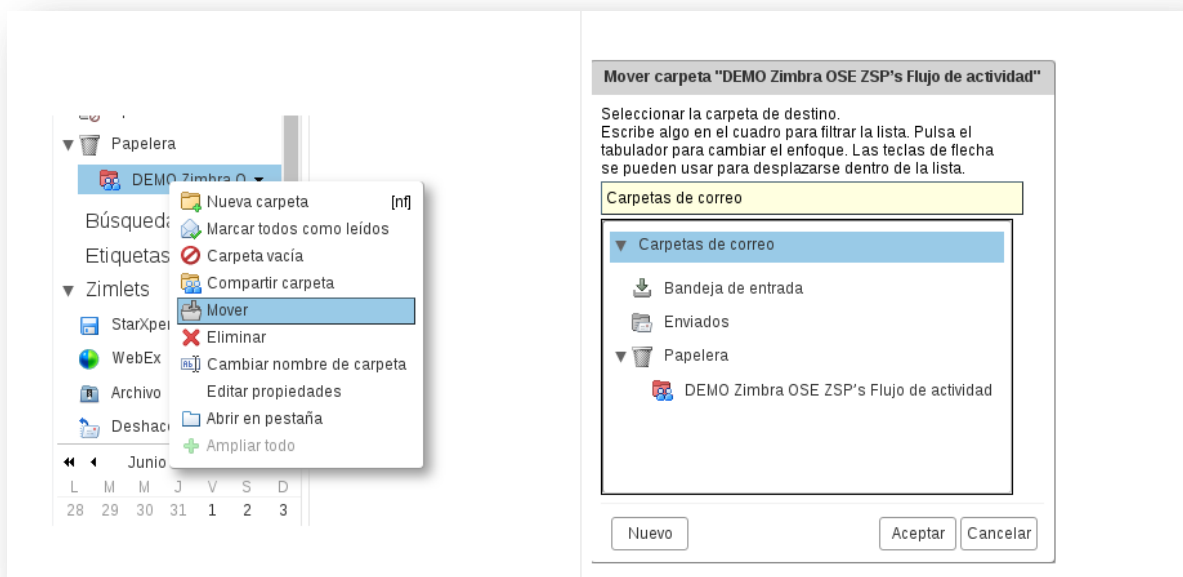 Papelera
DEMO Zimbra O
Búsqueda
Etiquetas
Zimlets
StarXper
WebEx
Archivo
Deshac
Junio
L M M J V S D
28 29 30 31 1 2 3
Nueva carpeta [nf]
Marcar todos como leídos
Carpeta vacía
Compartir carpeta
Mover
Eliminar
Cambiar nombre de carpeta
Editar propiedades
Abrir en pestaña
Ampliar todo
Mover carpeta "DEMO Zimbra OSE ZSP's Flujo de actividad"
Seleccionar la carpeta de destino.
Escribe algo en el cuadro para filtrar la lista. Pulsa el
tabulador para cambiar el enfoque. Las teclas de flecha
se pueden usar para desplazarse dentro de la lista.
Carpetas de correo
Carpetas de correo
Bandeja de entrada
Enviados
Papelera
DEMO Zimbra OSE ZSP's Flujo de actividad
Nuevo Aceptar Cancelar